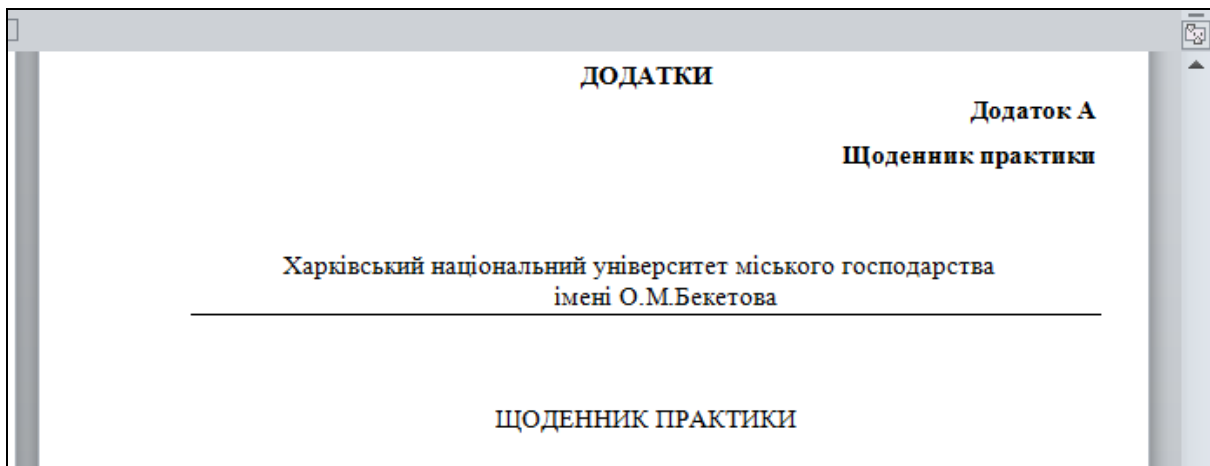 ДОДАТКИ
Додаток А
Щоденник практики
Харківський національний університет міського господарства
імені О.М.Бекетова
ЩОДЕННИК ПРАКТИКИ